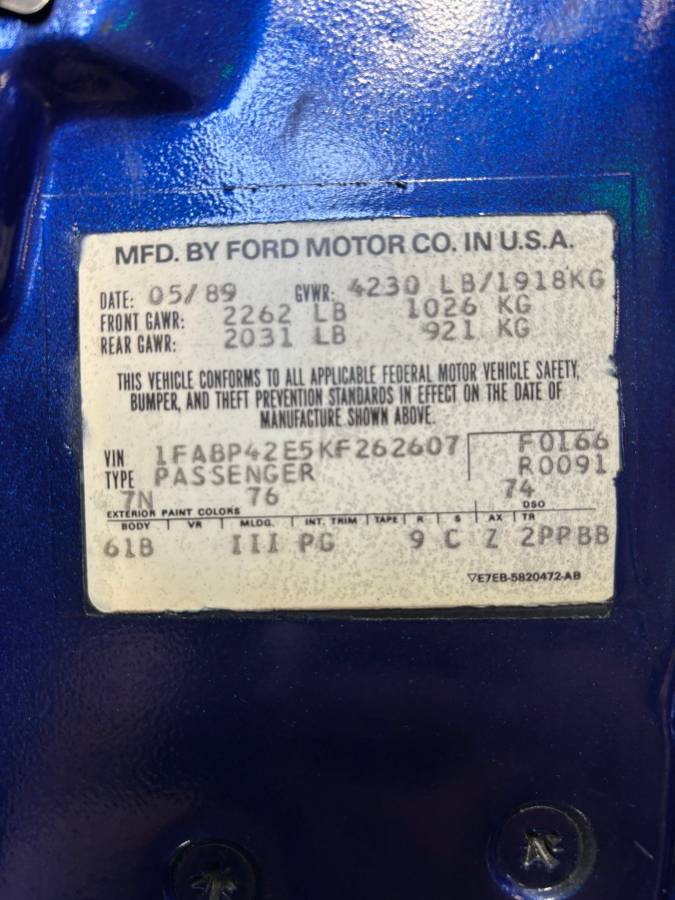 MFD. BY FORD MOTOR CO. IN U.S.A.
DATE: 05/89 GVWR: 4230 LB/1918KG
FRONT GAWR: 2262 LB 1026 KG
REAR GAWR: 2031 LB 921 KG
THIS VEHICLE CONFORMS TO ALL APPLICABLE FEDERAL MOTOR VEHICLE SAFETY,
BUMPER, AND THEFT PREVENTION STANDARDS IN EFFECT ON THE DATE OF
MANUFACTURE SHOWN ABOVE.
VIN 1FABP42E5KF262607 F0166
TYPE PASSENGER R0091
7N 76 74
EXTERIOR PAINT COLORS DSO
BODY VR MLDG. INT. TRIM TAPE R S AX TR
61B III PG 9 C Z 2PPBB
▽E7EB-5820472-AB